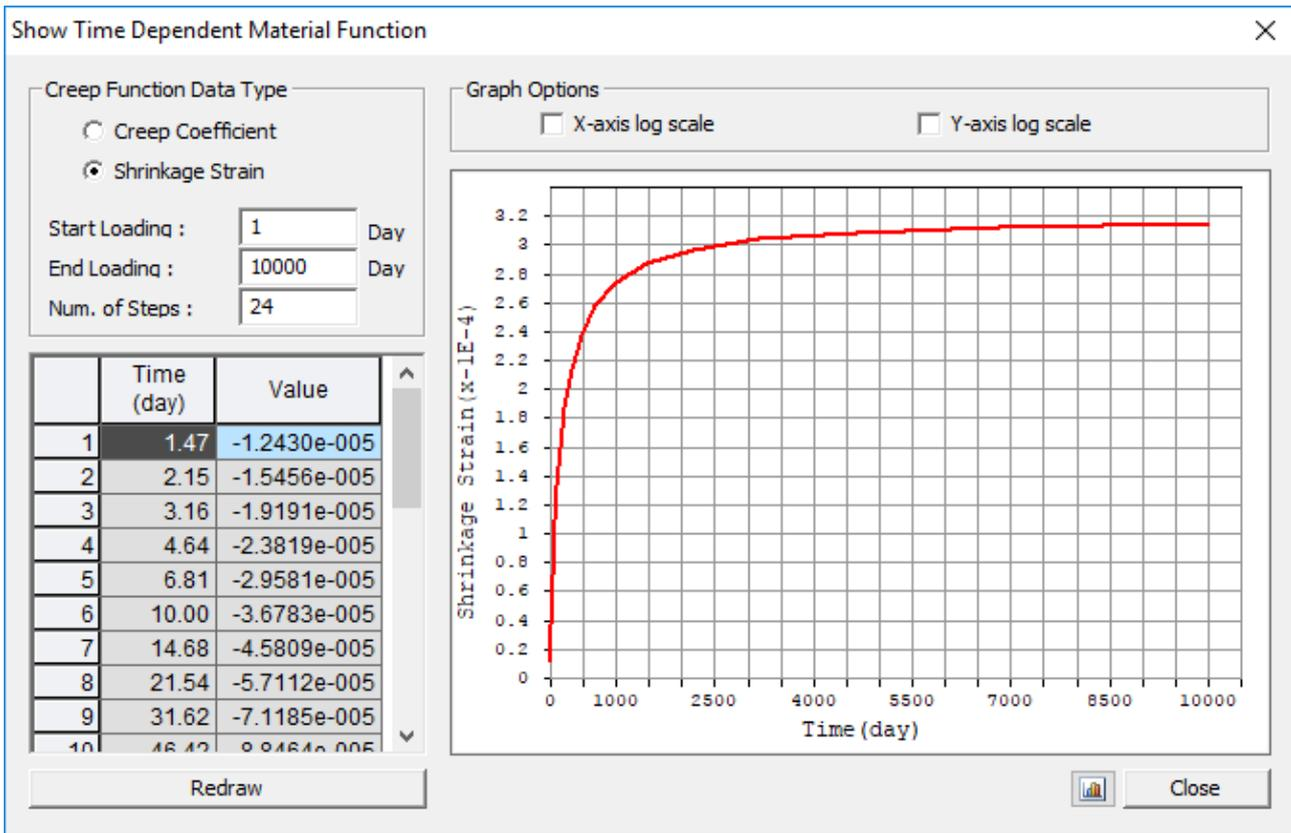 Show Time Dependent Material Function
Creep Function Data Type
Creep Coefficient
Shrinkage Strain
Start Loading : 1 Day
End Loading : 10000 Day
Num. of Steps : 24
Time (day) Value
1 1.47 -1.2430e-005
2 2.15 -1.5456e-005
3 3.16 -1.9191e-005
4 4.64 -2.3819e-005
5 6.81 -2.9581e-005
6 10.00 -3.6783e-005
7 14.68 -4.5809e-005
8 21.54 -5.7112e-005
9 31.62 -7.1185e-005
10 46.42 -8.8464e-005
Redraw
Graph Options
X-axis log scale Y-axis log scale
Shrinkage Strain(x-1E-4)
3.2
3
2.8
2.6
2.4
2.2
2
1.8
1.6
1.4
1.2
1
0.8
0.6
0.4
0.2
0
0 1000 2500 4000 5500 7000 8500 10000
Time(day)
Close